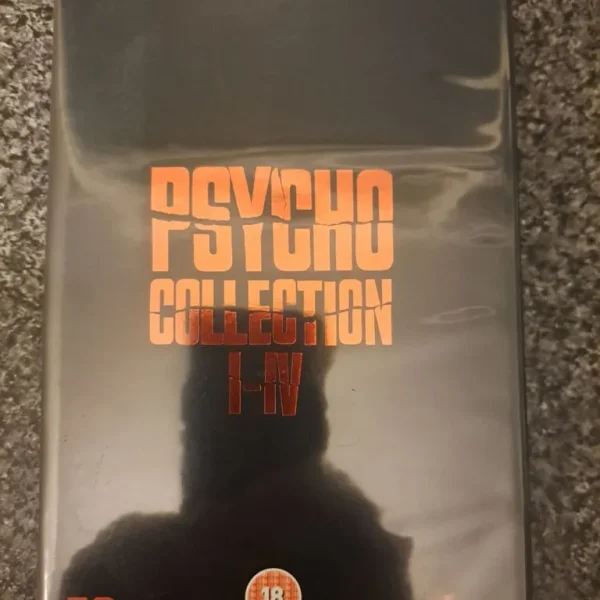 PSYCHO
COLLECTION
I-IV
18